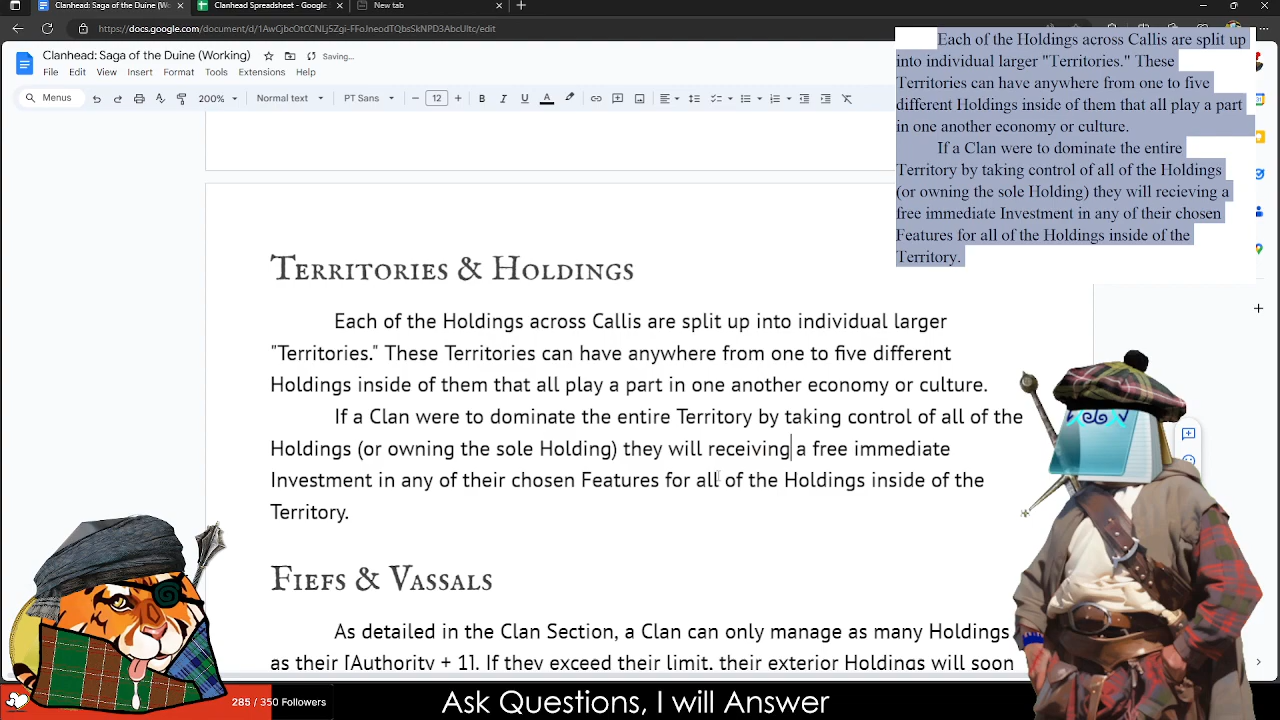 Clanhead: Saga of the Duine (W
Clanhead Spreadsheet - Google
New tab
https://docs.google.com/document/d/1AwCjbcOtCCNLj5Zgi-FFoJneodTQbsSkNPD3AbcUltc/edit
Clanhead: Saga of the Duine (Working)
Saving...
File Edit View Insert Format Tools Extensions Help
Menus
200%
Normal text
PT Sans
12
Each of the Holdings across Callis are split up
into individual larger "Territories." These
Territories can have anywhere from one to five
different Holdings inside of them that all play a part
in one another economy or culture.
If a Clan were to dominate the entire
Territory by taking control of all of the Holdings
(or owning the sole Holding) they will recieving a
free immediate Investment in any of their chosen
Features for all of the Holdings inside of the
Territory.
Territories & Holdings
Each of the Holdings across Callis are split up into individual larger
"Territories." These Territories can have anywhere from one to five different
Holdings inside of them that all play a part in one another economy or culture.
If a Clan were to dominate the entire Territory by taking control of all of the
Holdings (or owning the sole Holding) they will receiving a free immediate
Investment in any of their chosen Features for all of the Holdings inside of the
Territory.
Fiefs & Vassals
As detailed in the Clan Section, a Clan can only manage as many Holdings
as their [Authority + 1]. If they exceed their limit, their exterior Holdings will soon
285 / 350 Followers
Ask Questions, I will Answer